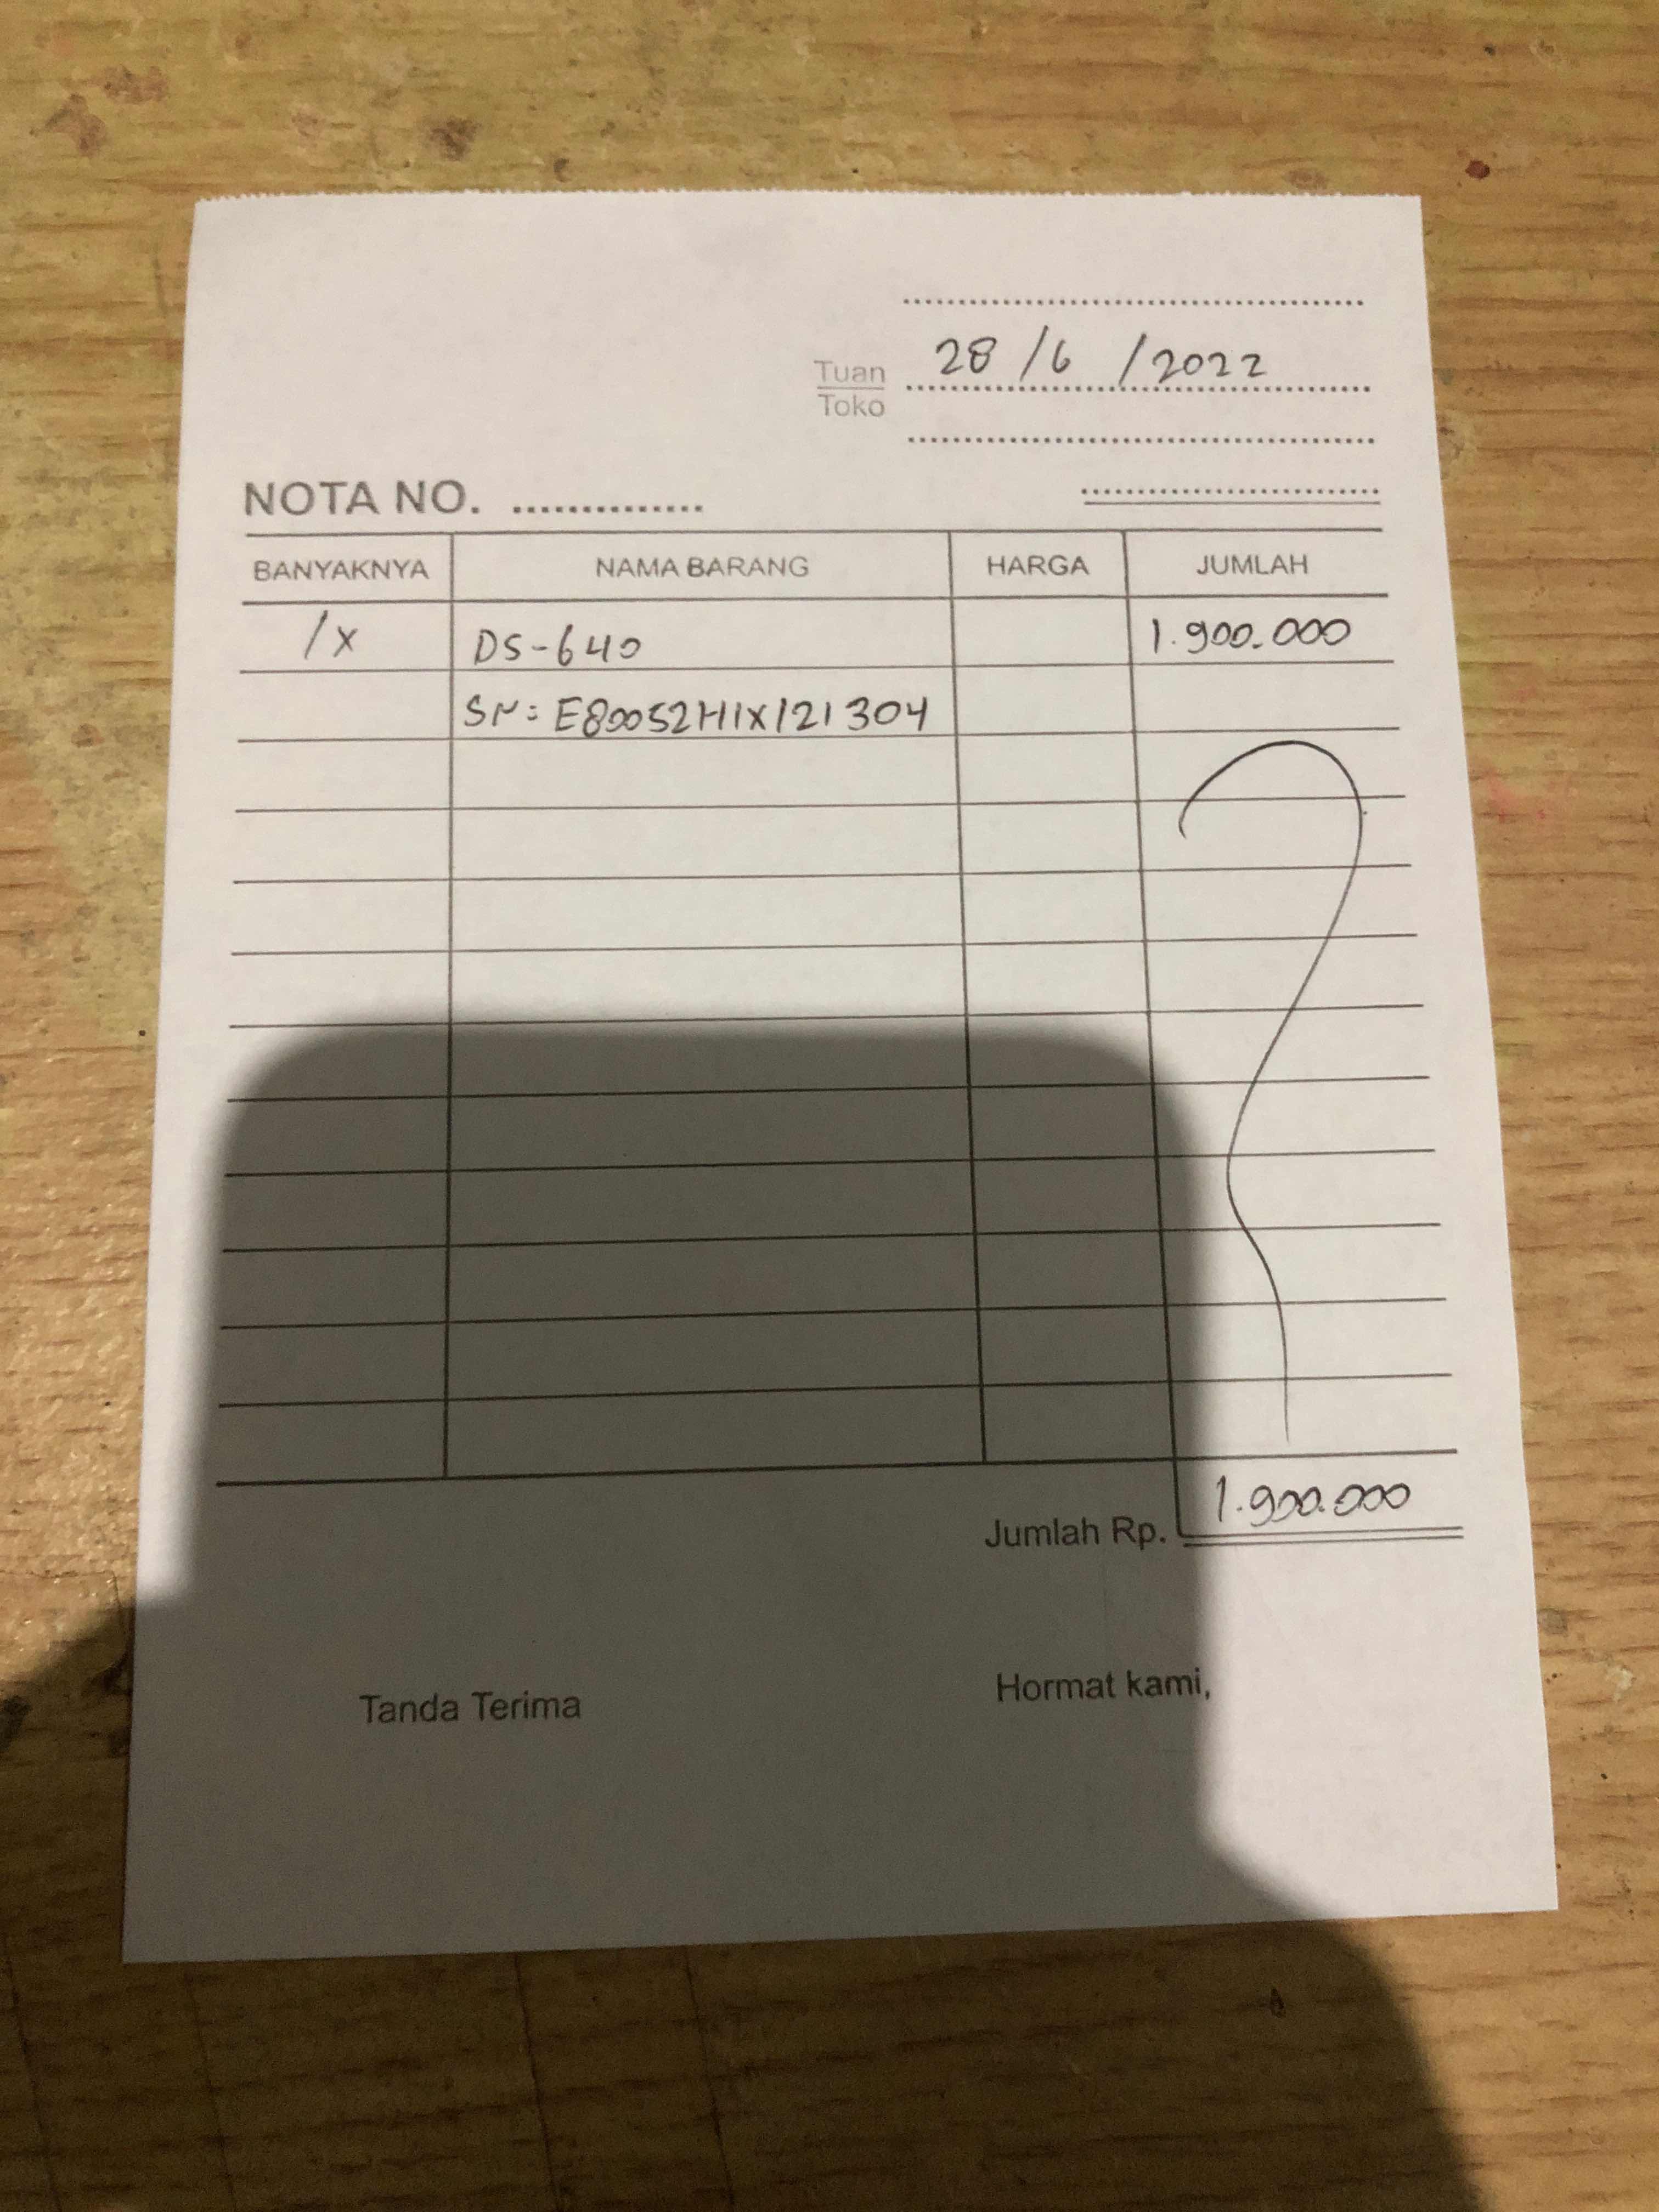 28/6/2022
Tuan
Toko
NOTA NO. ..............
BANYAKNYA NAMA BARANG HARGA JUMLAH
1x DS-640 1.900.000
SN: E80052H1X121304
Jumlah Rp. 1.900.000
Tanda Terima Hormat kami,